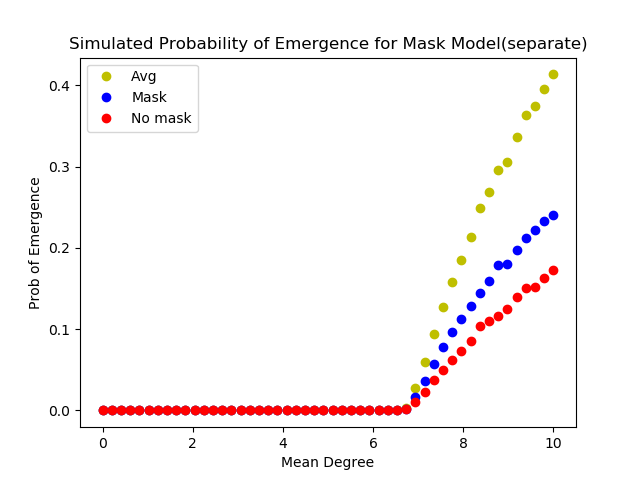 Simulated Probability of Emergence for Mask Model(separate)
Avg
Mask
No mask
Prob of Emergence
0.4
0.3
0.2
0.1
0.0
0 2 4 6 8 10
Mean Degree